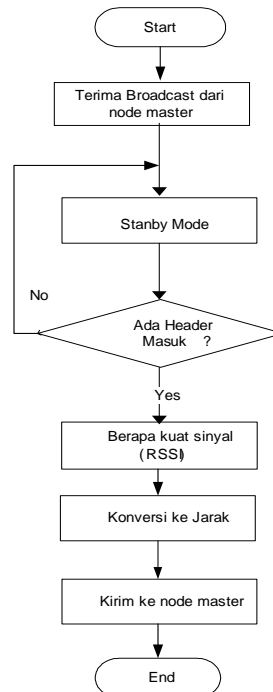 Start
Terima Broadcast dari
node master
Stanby Mode
No
Ada Header
Masuk ?
Yes
Berapa kuat sinyal
(RSSI)
Konversi ke Jarak
Kirim ke node master
End